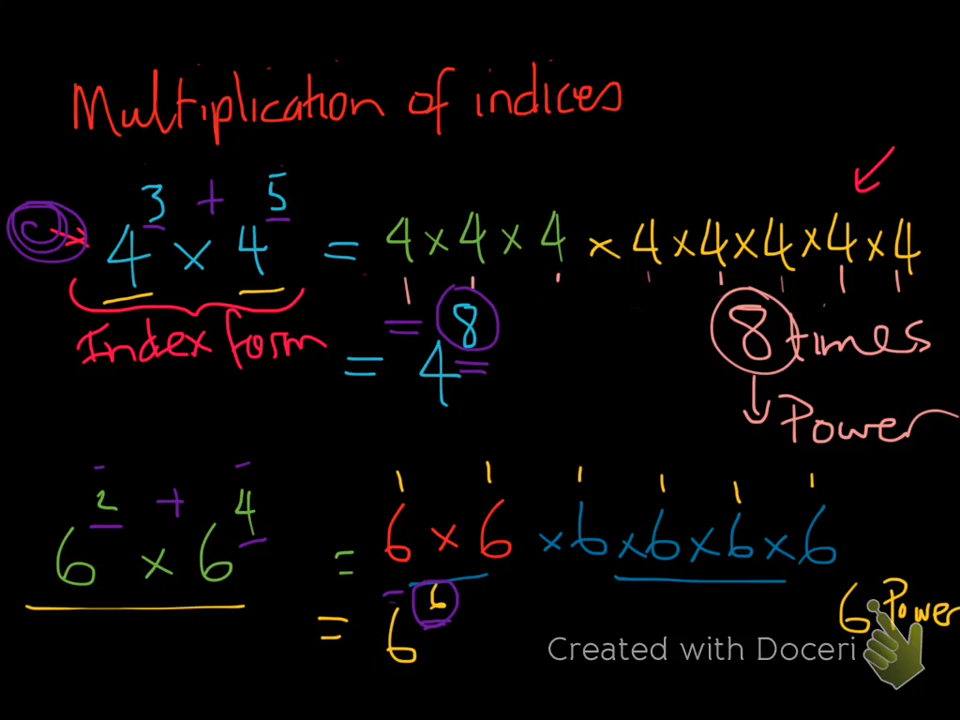 Multiplication of indices
4³ + × 4⁵ = 4 × 4 × 4 × 4 × 4 × 4 × 4 × 4
Index form
= 4⁸ =
8 times
Power
6² + × 6⁴ = 6 × 6 × 6 × 6 × 6 × 6
= 6⁶
6 Power
Created with Doceri